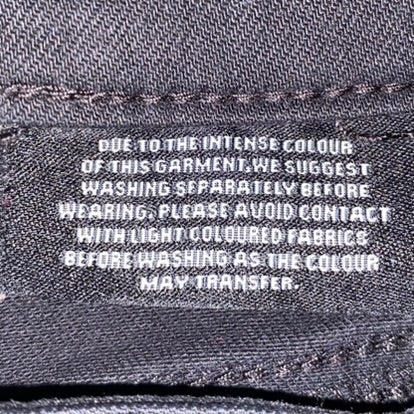 DUE TO THE INTENSE COLOUR
OF THIS GARMENT, WE SUGGEST
WASHING SEPARATELY BEFORE
WEARING. PLEASE AVOID CONTACT
WITH LIGHT COLOURED FABRICS
BEFORE WASHING AS THE COLOUR
MAY TRANSFER.